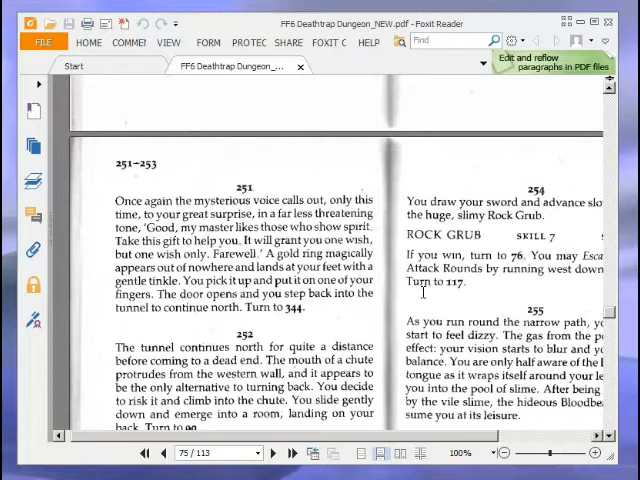 FF6 Deathtrap Dungeon_NEW.pdf - Foxit Reader
FILE HOME COMMEI VIEW FORM PROTEC SHARE FOXIT C HELP Find
Edit and reflow
paragraphs in PDF files
Start FF6 Deathtrap Dungeon_...
251-253
251
Once again the mysterious voice calls out, only this
time, to your great surprise, in a far less threatening
tone, 'Good, my master likes those who show spirit.
Take this gift to help you. It will grant you one wish,
but one wish only. Farewell.' A gold ring magically
appears out of nowhere and lands at your feet with a
gentle tinkle. You pick it up and put it on one of your
fingers. The door opens and you step back into the
tunnel to continue north. Turn to 344.
252
The tunnel continues north for quite a distance
before coming to a dead end. The mouth of a chute
protrudes from the western wall, and it appears to
be the only alternative to turning back. You decide
to risk it and climb into the chute. You slide gently
down and emerge into a room, landing on your
back. Turn to 90.
254
You draw your sword and advance slo
the huge, slimy Rock Grub.
ROCK GRUB SKILL 7
If you win, turn to 76. You may Esca
Attack Rounds by running west down
Turn to 117.
255
As you run round the narrow path, yo
start to feel dizzy. The gas from the p
effect: your vision starts to blur and yo
balance. You are only half aware of the
tongue as it wraps itself around your le
you into the pool of slime. After being
by the vile slime, the hideous Bloodbe
sume you at its leisure.
75 / 113 100%